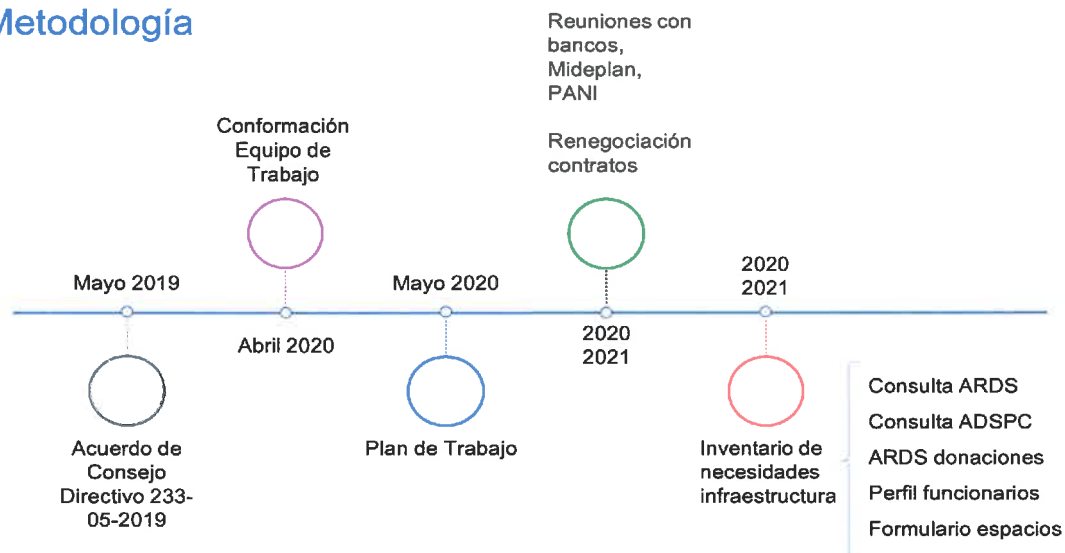 Metodología
Reuniones con
bancos,
Mideplan,
PANI
Renegociación
contratos
Conformación
Equipo de
Trabajo
Mayo 2019
Mayo 2020
2020
2021
Abril 2020
2020
2021
Acuerdo de
Consejo
Directivo 233-
05-2019
Plan de Trabajo
Inventario de
necesidades
infraestructura
Consulta ARDS
Consulta ADSPC
ARDS donaciones
Perfil funcionarios
Formulario espacios